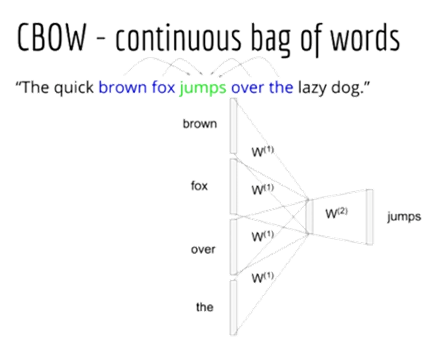 CBOW - continuous bag of words
“The quick brown fox jumps over the lazy dog.”
brown
W(1)
fox
W(1)
W(2)
jumps
over
W(1)
W(1)
the